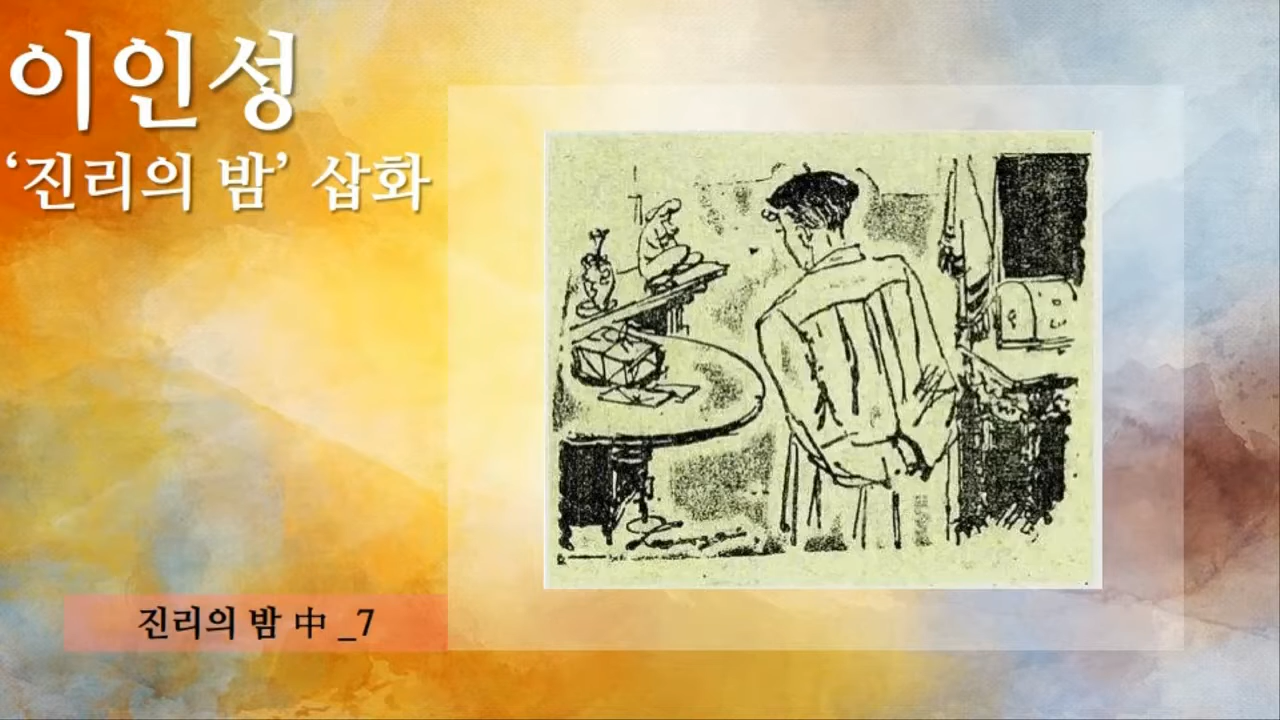 이인성
‘진리의 밤’ 삽화
진리의 밤 中 _7